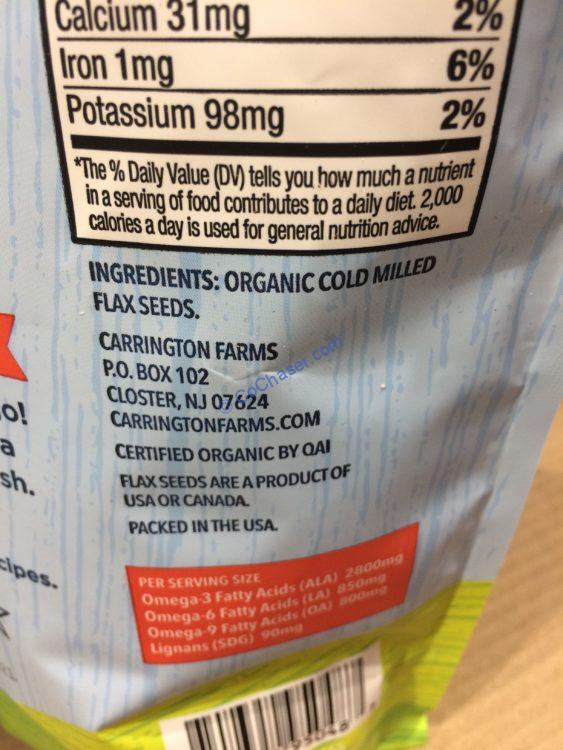 Calcium 31mg 2%
Iron 1mg 6%
Potassium 98mg 2%
*The % Daily Value (DV) tells you how much a nutrient
in a serving of food contributes to a daily diet. 2,000
calories a day is used for general nutrition advice.
INGREDIENTS: ORGANIC COLD MILLED
FLAX SEEDS.
CARRINGTON FARMS
P.O. BOX 102
CLOSTER, NJ 07624
CARRINGTONFARMS.COM
CoChaser.com
CERTIFIED ORGANIC BY QAI
FLAX SEEDS ARE A PRODUCT OF
USA OR CANADA.
PACKED IN THE USA.
PER SERVING SIZE
Omega-3 Fatty Acids (ALA) 2800mg
Omega-6 Fatty Acids (LA) 850mg
Omega-9 Fatty Acids (OA) 800mg
Lignans (SDG) 90mg